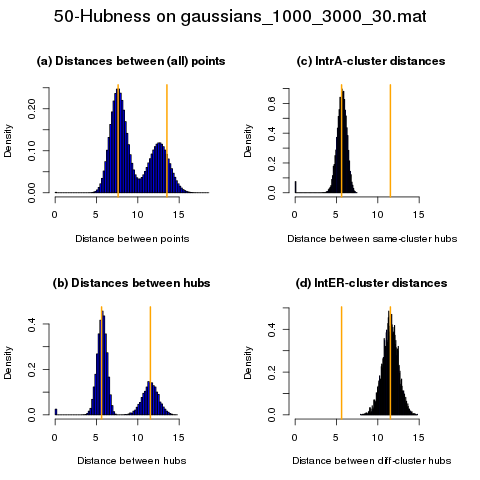 50-Hubness on gaussians_1000_3000_30.mat
(a) Distances between (all) points
Density
0.00 0.10 0.20
0 5 10 15
Distance between points
(c) IntrA-cluster distances
Density
0.0 0.2 0.4 0.6
0 5 10 15
Distance between same-cluster hubs
(b) Distances between hubs
Density
0.0 0.2 0.4
0 5 10 15
Distance between hubs
(d) IntER-cluster distances
Density
0.0 0.1 0.2 0.3 0.4
0 5 10 15
Distance between diff-cluster hubs